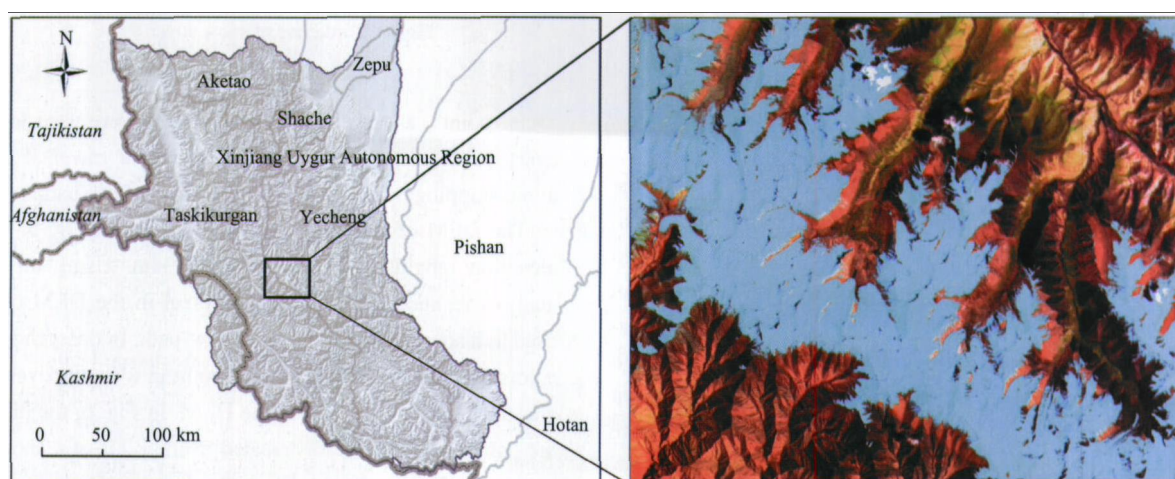 N
Zepu
Aketao
Shache
Tajikistan
Xinjiang Uygur Autonomous Region
Afghanistan
Taskikurgan
Yecheng
Pishan
Kashmir
Hotan
0 50 100 km